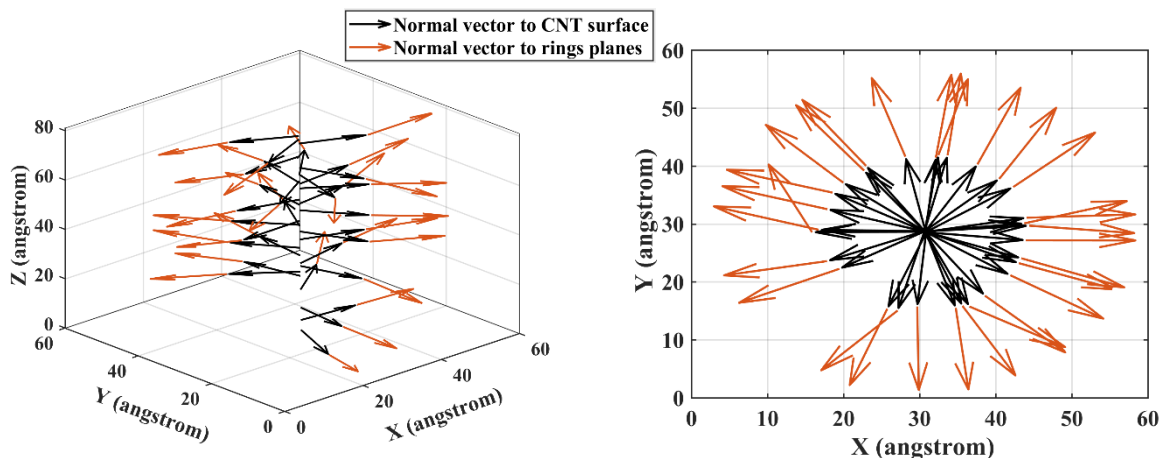 Normal vector to CNT surface
Normal vector to rings planes
80
60
40
20
0
Z (angstrom)
60
40
20
0
Y (angstrom)
0
20
40
60
X (angstrom)
60
50
40
30
20
10
0
Y (angstrom)
0 10 20 30 40 50 60
X (angstrom)